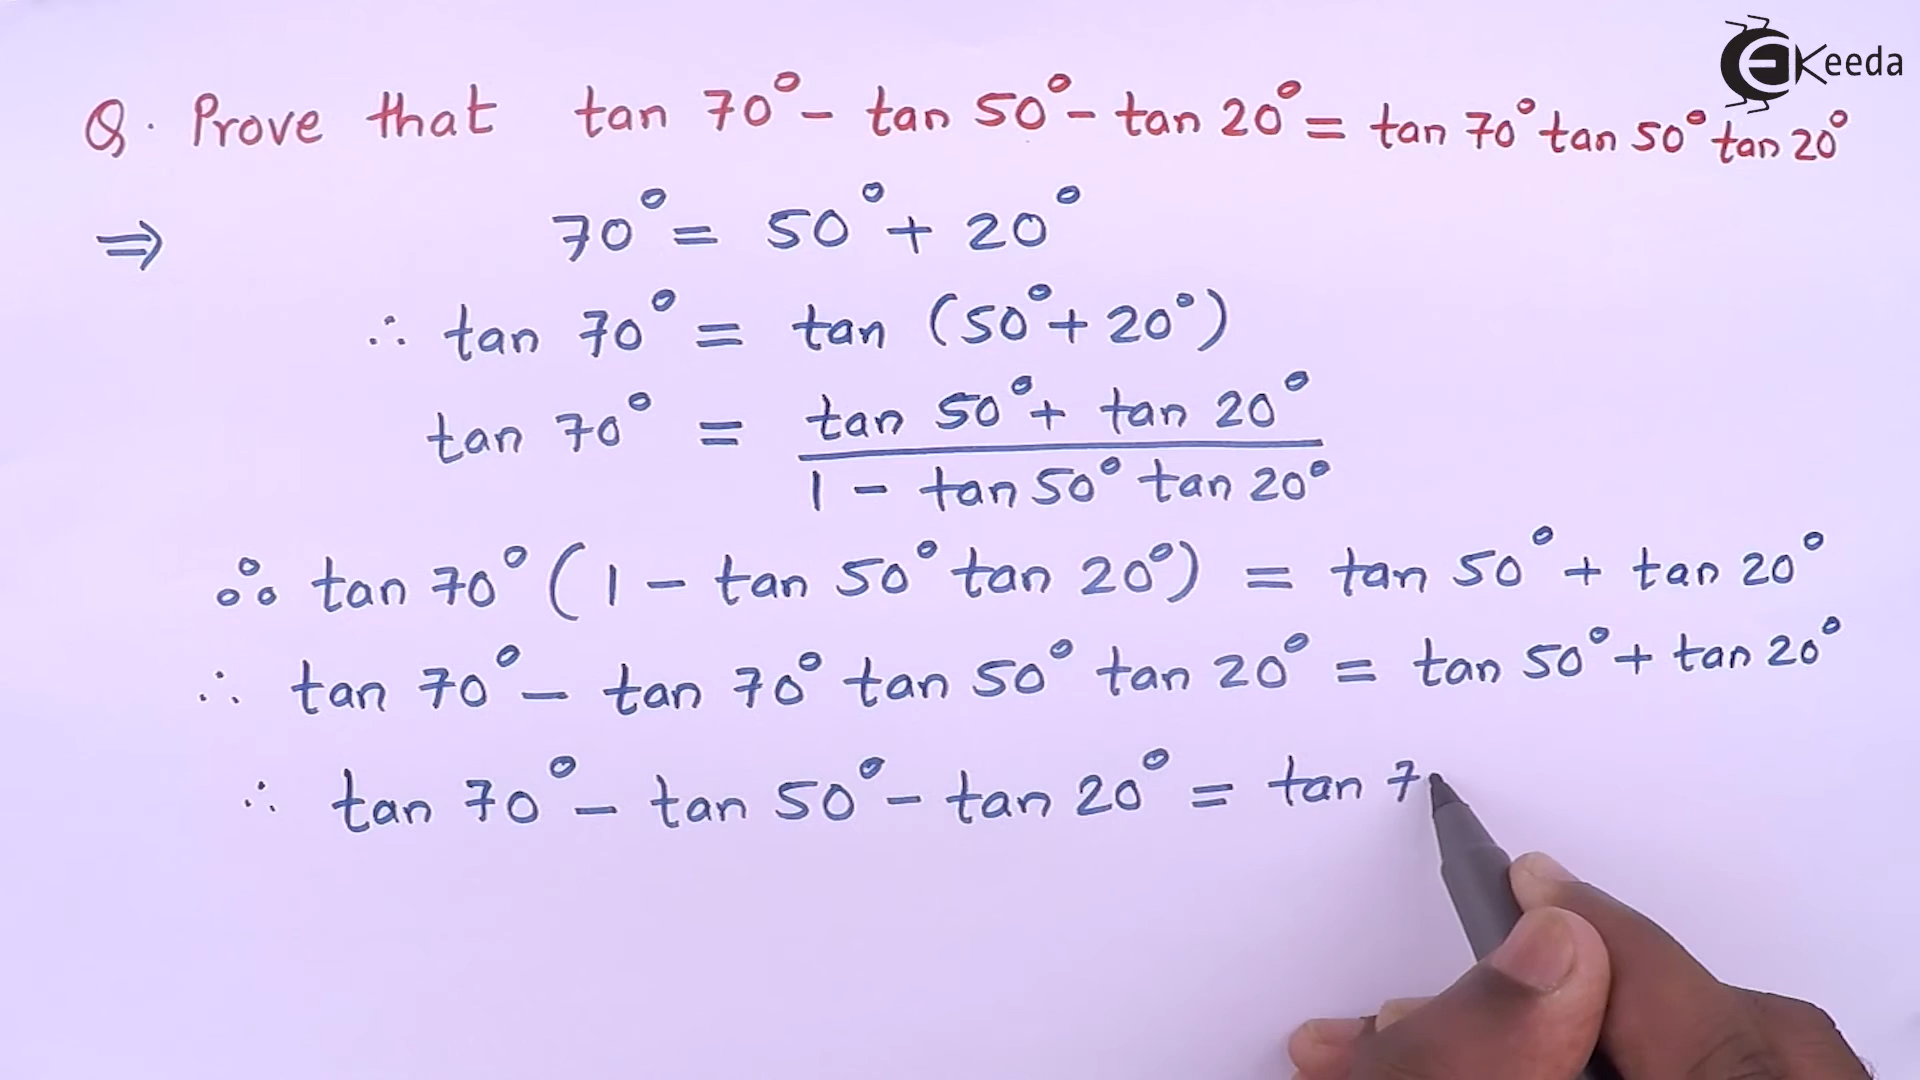 eKeeda
Q. Prove that tan 70° - tan 50° - tan 20° = tan 70° tan 50° tan 20°
⇒ 70° = 50° + 20°
∴ tan 70° = tan (50° + 20°)
tan 70° = tan 50° + tan 20°
1 - tan 50° tan 20°
∴ tan 70° (1 - tan 50° tan 20°) = tan 50° + tan 20°
∴ tan 70° - tan 70° tan 50° tan 20° = tan 50° + tan 20°
∴ tan 70° - tan 50° - tan 20° = tan 7